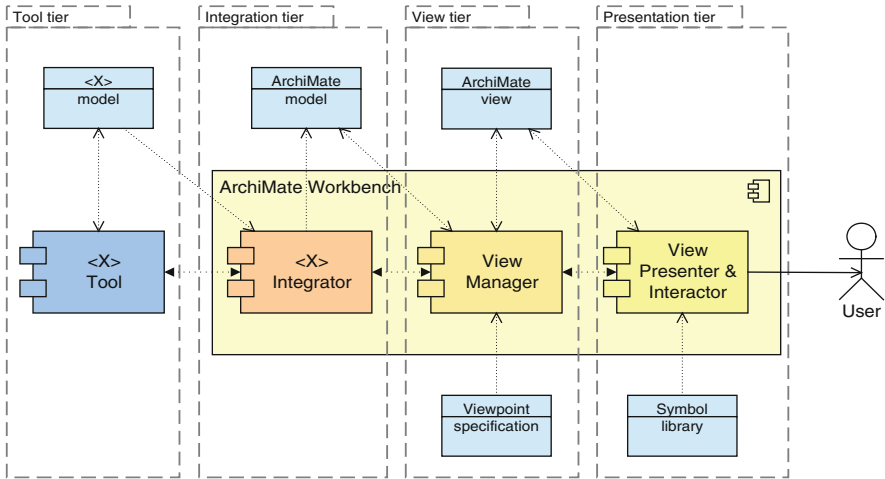 Tool tier
Integration tier
View tier
Presentation tier
<X>
model
ArchiMate
model
ArchiMate
view
ArchiMate Workbench
<X>
Tool
<X>
Integrator
View
Manager
View
Presenter &
Interactor
User
Viewpoint
specification
Symbol
library